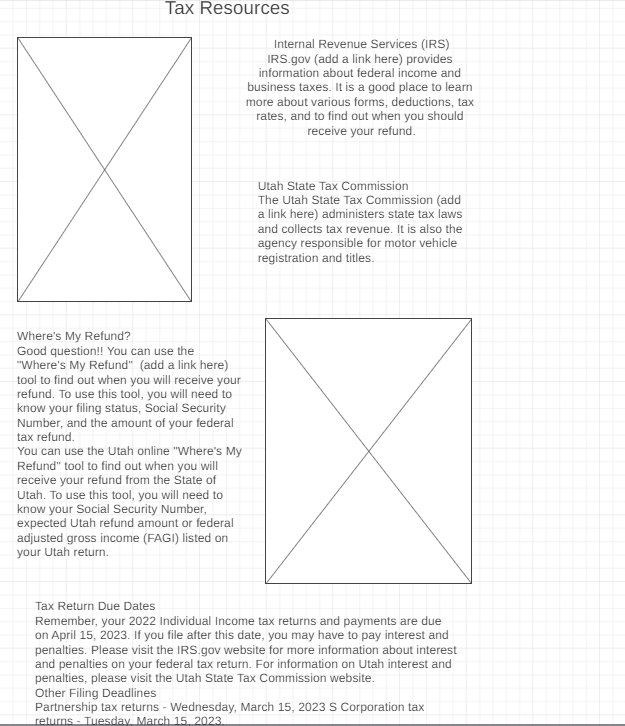 Tax Resources
Internal Revenue Services (IRS)
IRS.gov (add a link here) provides
information about federal income and
business taxes. It is a good place to learn
more about various forms, deductions, tax
rates, and to find out when you should
receive your refund.
Utah State Tax Commission
The Utah State Tax Commission (add
a link here) administers state tax laws
and collects tax revenue. It is also the
agency responsible for motor vehicle
registration and titles.
Where's My Refund?
Good question!! You can use the
"Where's My Refund" (add a link here)
tool to find out when you will receive your
refund. To use this tool, you will need to
know your filing status, Social Security
Number, and the amount of your federal
tax refund.
You can use the Utah online "Where's My
Refund" tool to find out when you will
receive your refund from the State of
Utah. To use this tool, you will need to
know your Social Security Number,
expected Utah refund amount or federal
adjusted gross income (FAGI) listed on
your Utah return.
Tax Return Due Dates
Remember, your 2022 Individual Income tax returns and payments are due
on April 15, 2023. If you file after this date, you may have to pay interest and
penalties. Please visit the IRS.gov website for more information about interest
and penalties on your federal tax return. For information on Utah interest and
penalties, please visit the Utah State Tax Commission website.
Other Filing Deadlines
Partnership tax returns - Wednesday, March 15, 2023 S Corporation tax
returns - Tuesday, March 15, 2023